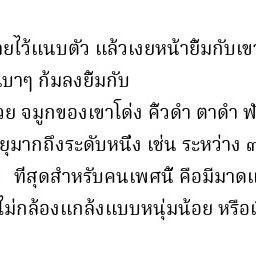 ยไว้แนบตัว แล้วเงยหน้ายิ้มกับเขา
เบาๆ ก้มลงยิ้มกับ
วย จมูกของเขาโด่ง คิ้วดำ ตาดำ
ยุมากถึงระดับหนึ่ง เช่น ระหว่าง ๓
ที่สุดสำหรับคนเพศนี้ คือมีมาด
ไม่กล้องแกล้งแบบหนุ่มน้อย หรือ